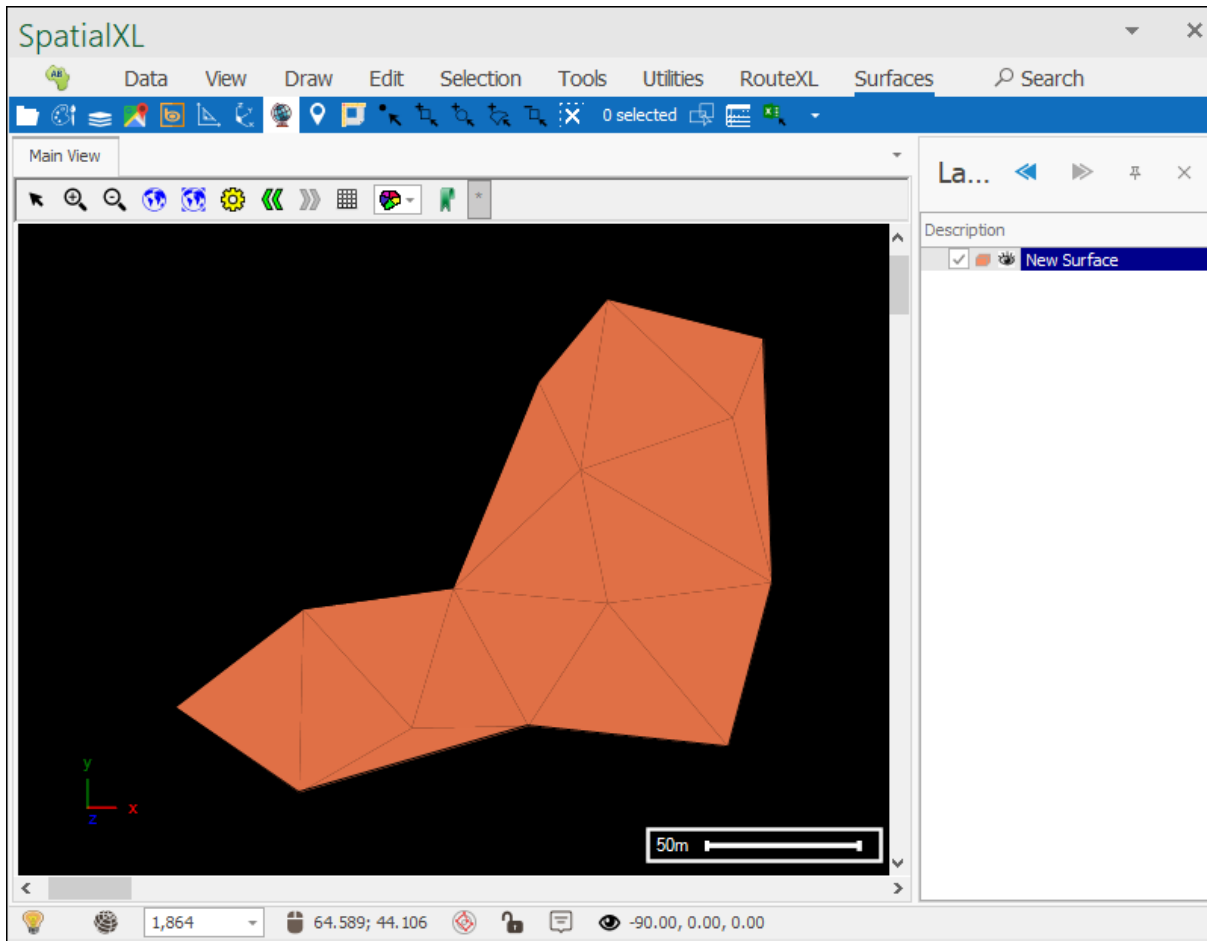 SpatialXL
AB Data View Draw Edit Selection Tools Utilities RouteXL Surfaces Search
0 selected
Main View
La...
Description
New Surface
y
x
z
50m
1,864 64.589; 44.106 -90.00, 0.00, 0.00